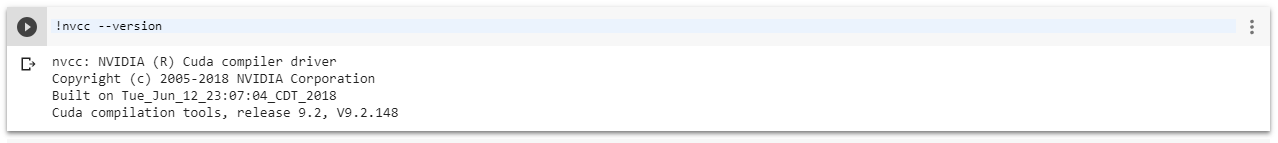 !nvcc --version
nvcc: NVIDIA (R) Cuda compiler driver
Copyright (c) 2005-2018 NVIDIA Corporation
Built on Tue_Jun_12_23:07:04_CDT_2018
Cuda compilation tools, release 9.2, V9.2.148